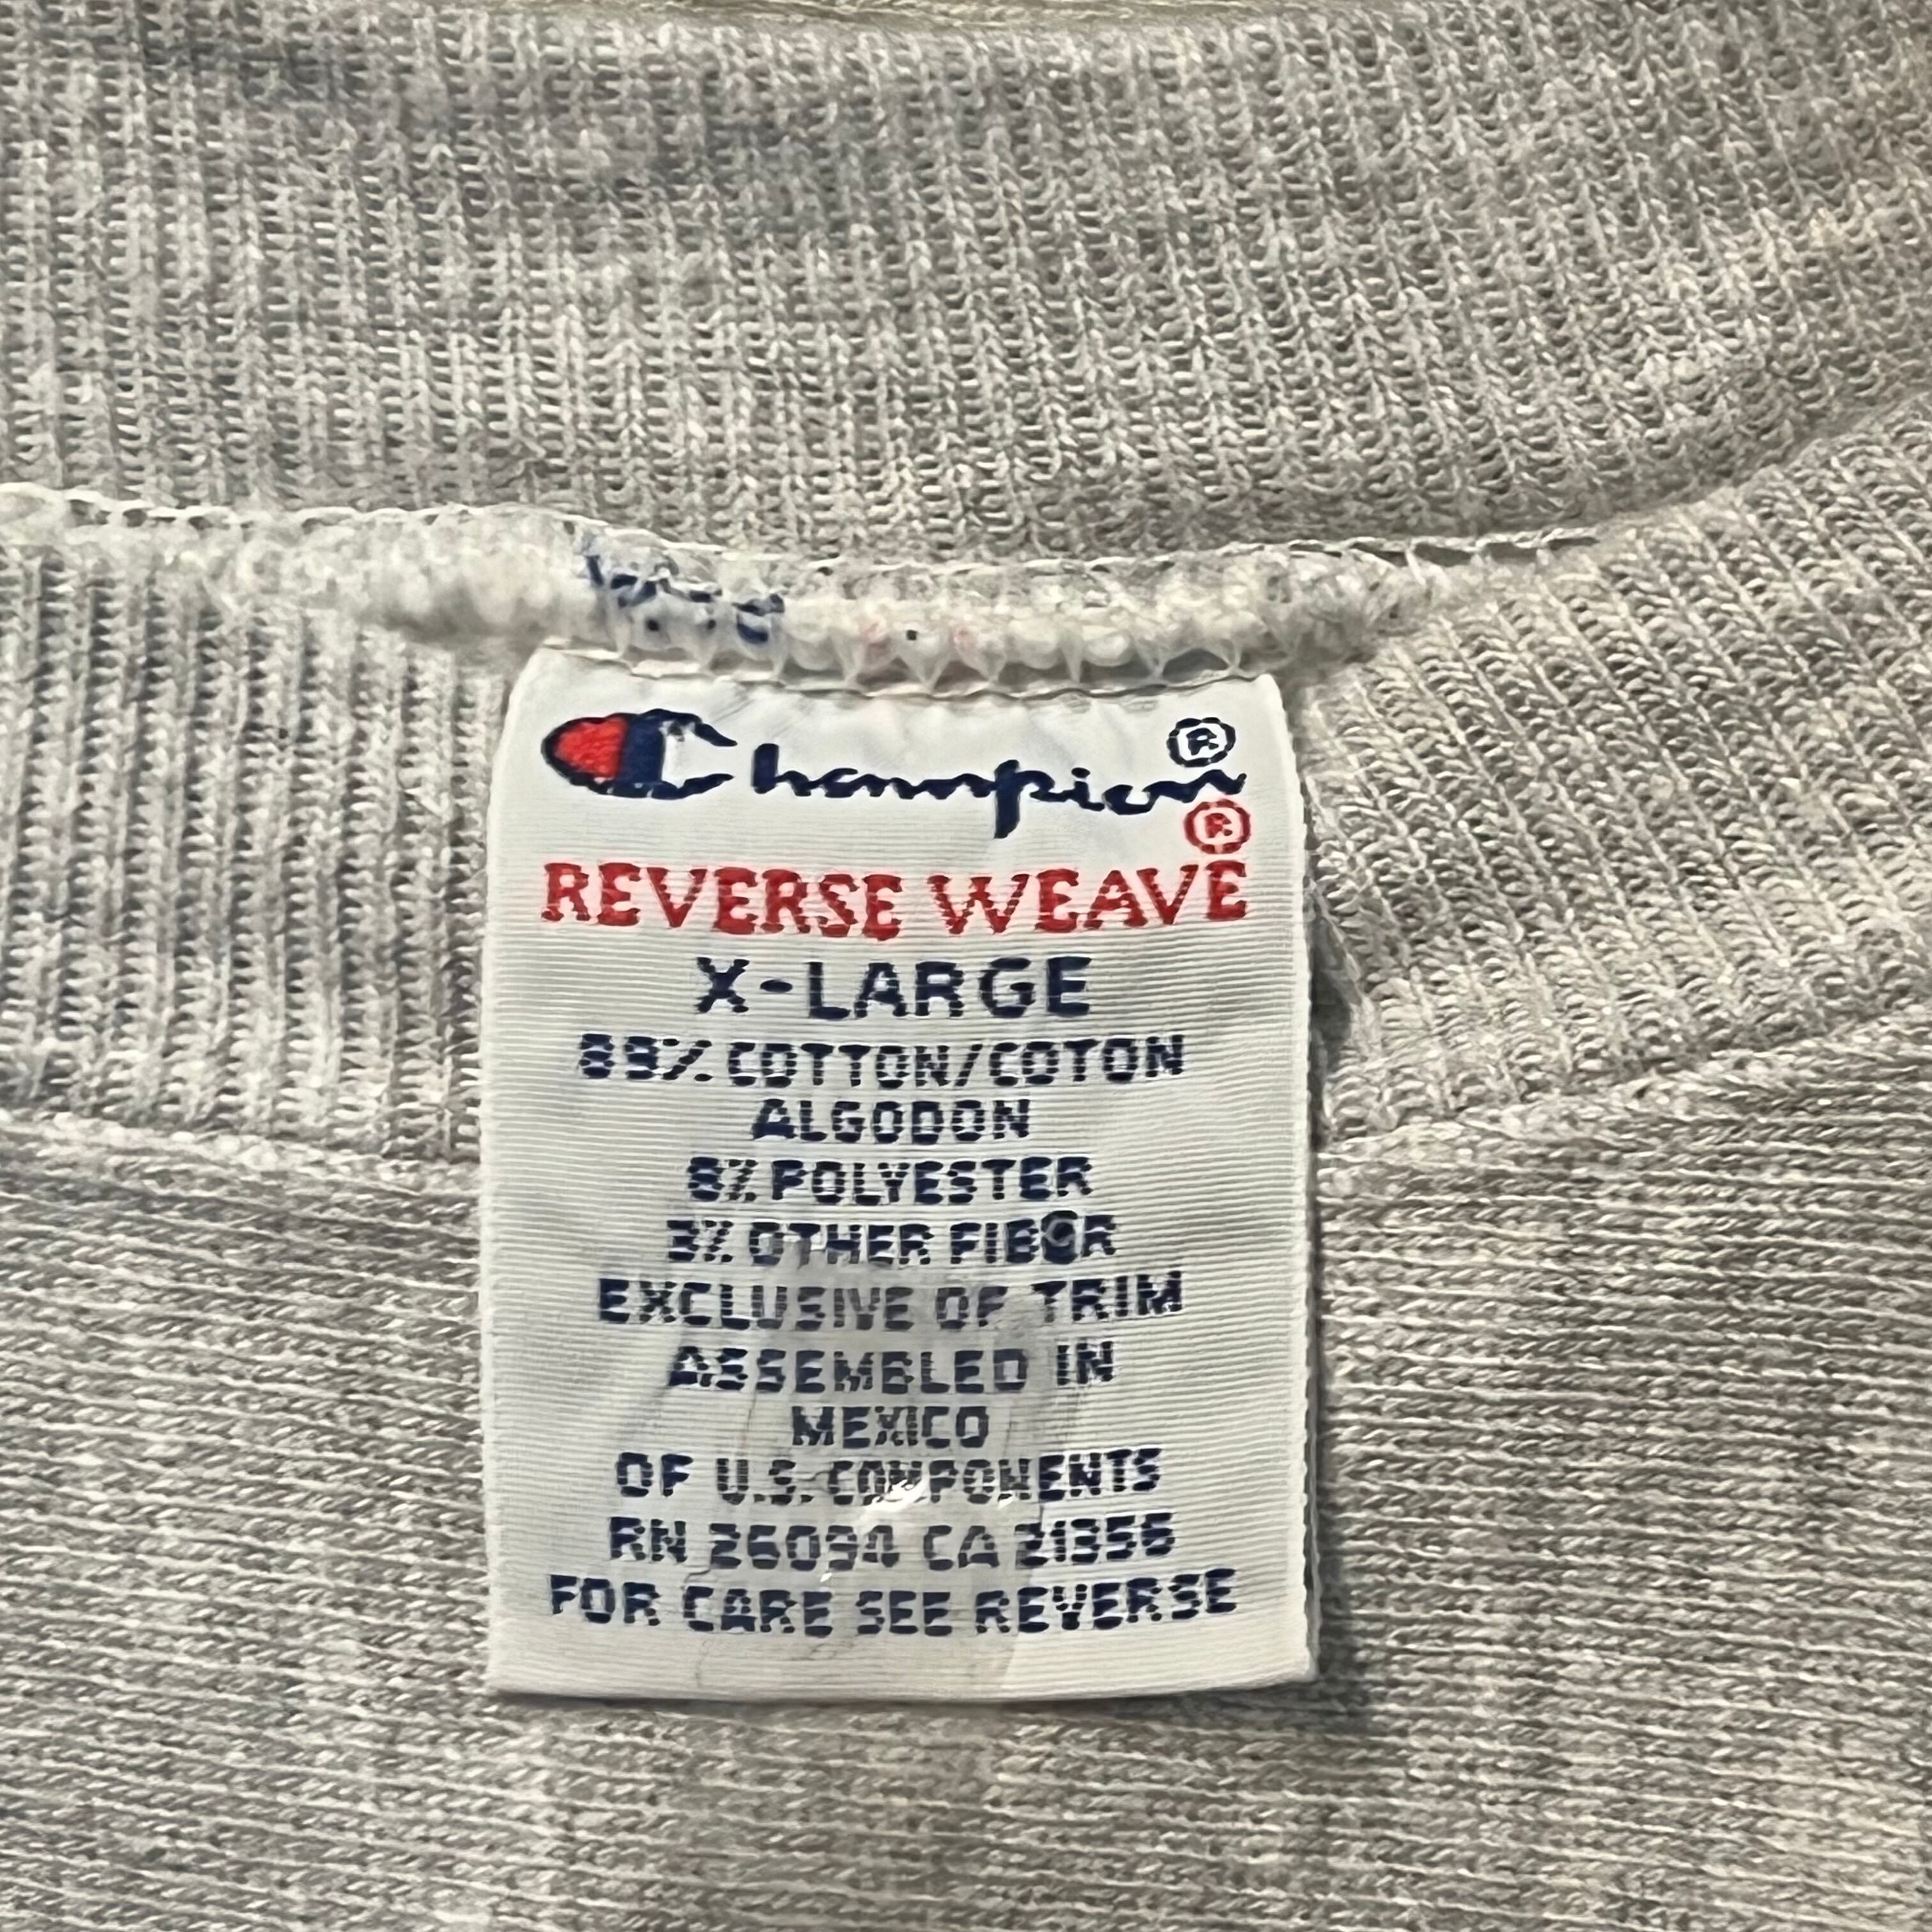 Champion®
®
REVERSE WEAVE
X-LARGE
89% COTTON/COTON
ALGODON
8% POLYESTER
3% OTHER FIBER
EXCLUSIVE OF TRIM
ASSEMBLED IN
MEXICO
OF U.S. COMPONENTS
RN 26094 CA 21356
FOR CARE SEE REVERSE